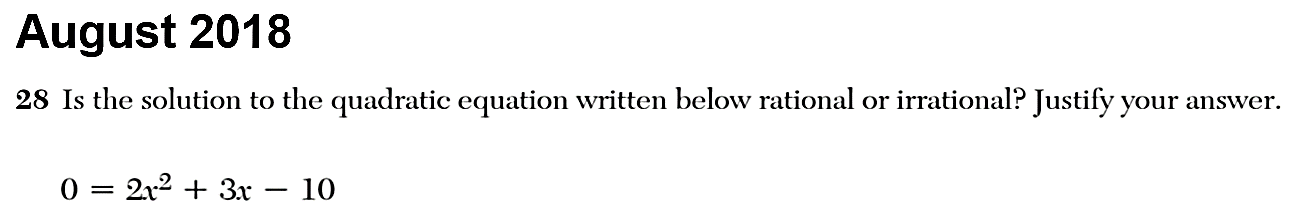 August 2018
28 Is the solution to the quadratic equation written below rational or irrational? Justify your answer.
0 = 2x² + 3x − 10